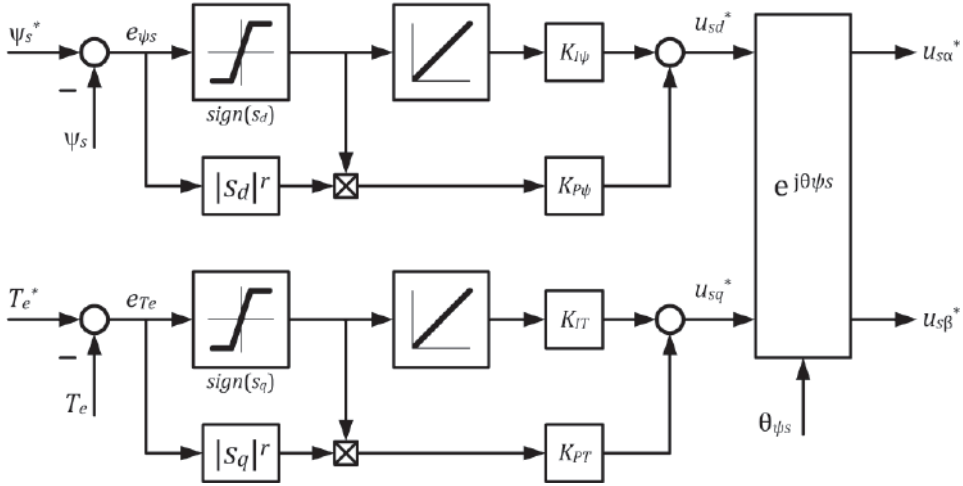 ψs* eψs sign(sd) KIψ usd* usα*
ψs
|Sd|r KPψ
e jθψs
Te* eTe sign(sq) KIT usq* usβ*
Te
|Sq|r KPT
θψs